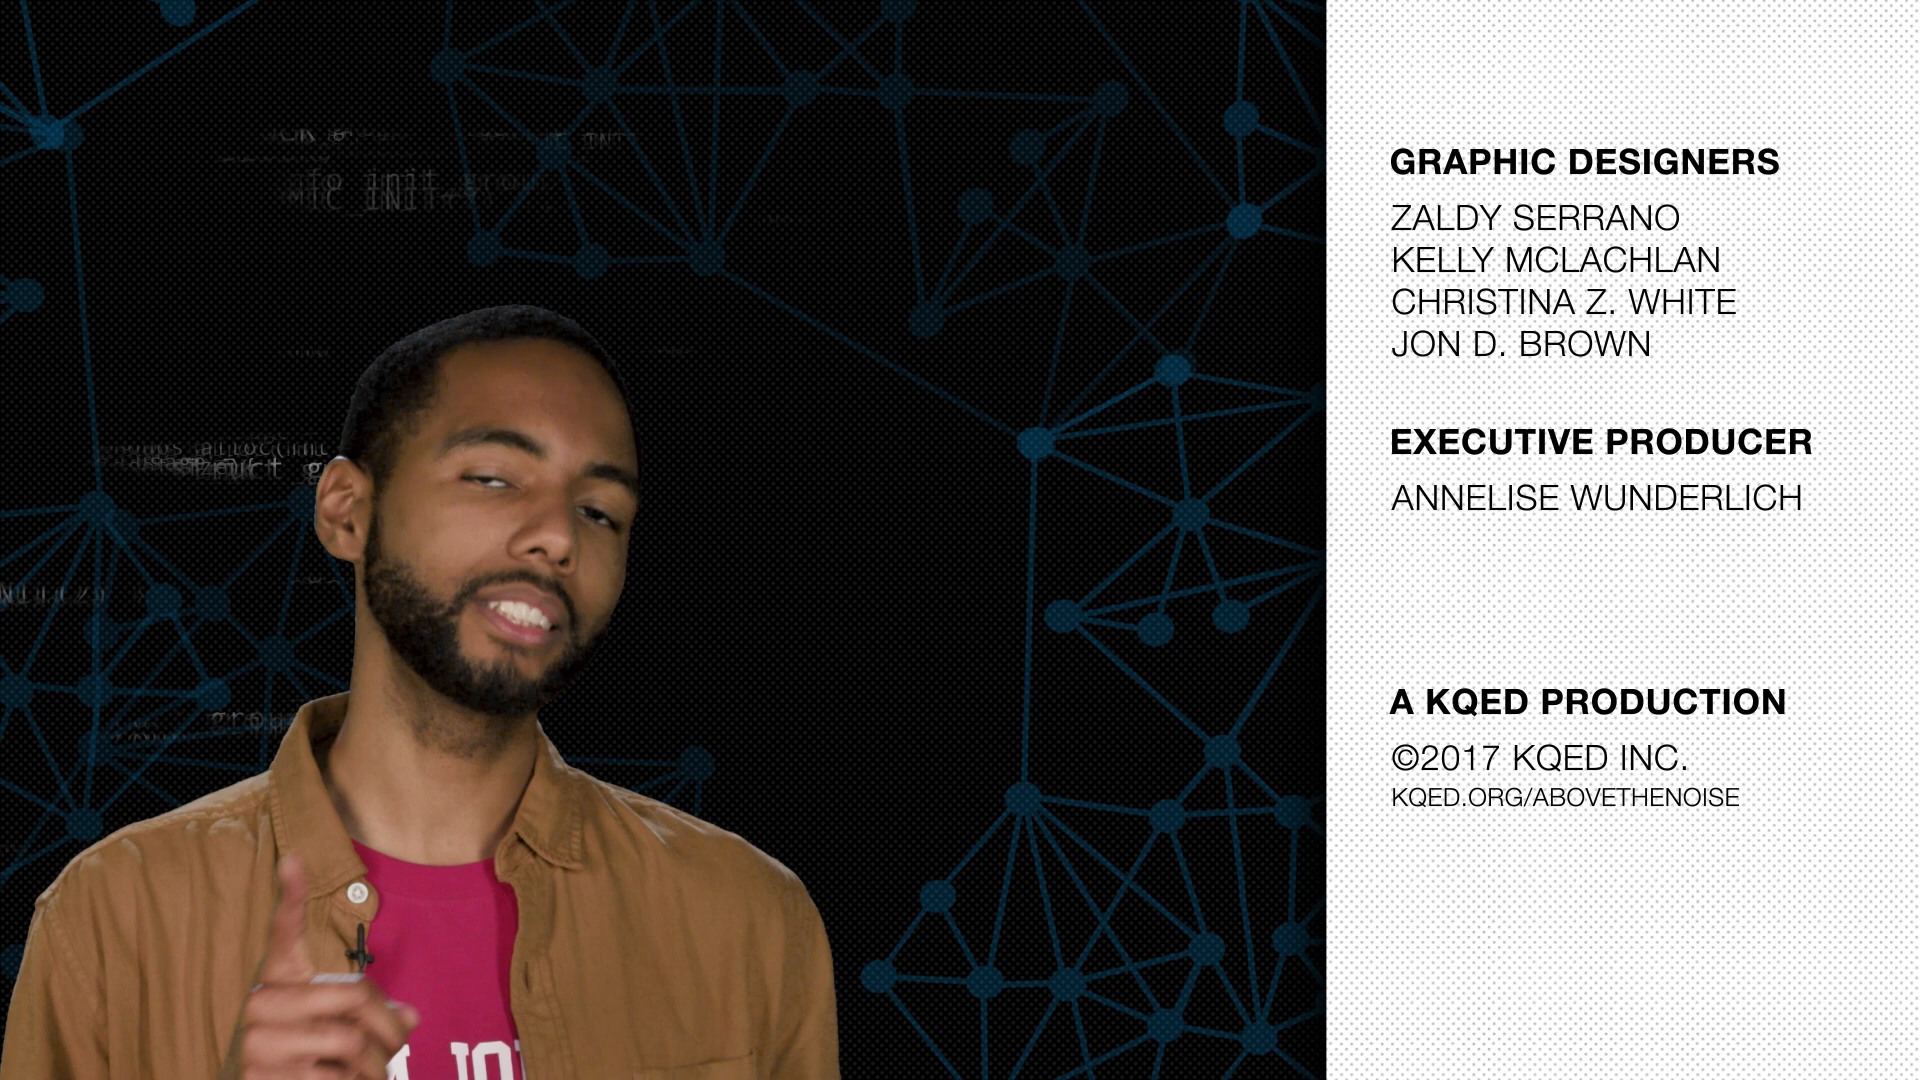 GRAPHIC DESIGNERS
ZALDY SERRANO
KELLY MCLACHLAN
CHRISTINA Z. WHITE
JON D. BROWN
EXECUTIVE PRODUCER
ANNELISE WUNDERLICH
A KQED PRODUCTION
©2017 KQED INC.
KQED.ORG/ABOVETHENOISE